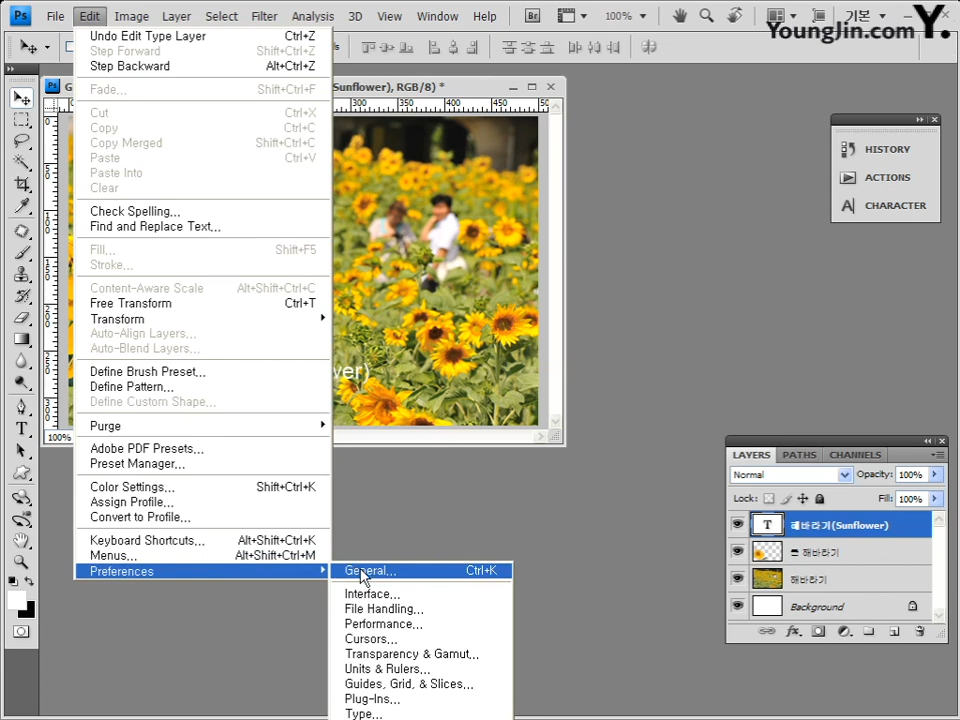 Ps File Edit Image Layer Select Filter Analysis 3D View Window Help Br 100% 기본
YoungJin.com Y.
Undo Edit Type Layer Ctrl+Z
Step Forward Shift+Ctrl+Z
Step Backward Alt+Ctrl+Z
Fade... Shift+Ctrl+F
Cut Ctrl+X
Copy Ctrl+C
Copy Merged Shift+Ctrl+C
Paste Ctrl+V
Paste Into
Clear
Check Spelling...
Find and Replace Text...
Fill... Shift+F5
Stroke...
Content-Aware Scale Alt+Shift+Ctrl+C
Free Transform Ctrl+T
Transform
Auto-Align Layers...
Auto-Blend Layers...
Define Brush Preset...
Define Pattern...
Define Custom Shape...
Purge
Adobe PDF Presets...
Preset Manager...
Color Settings... Shift+Ctrl+K
Assign Profile...
Convert to Profile...
Keyboard Shortcuts... Alt+Shift+Ctrl+K
Menus... Alt+Shift+Ctrl+M
Preferences
General... Ctrl+K
Interface...
File Handling...
Performance...
Cursors...
Transparency & Gamut...
Units & Rulers...
Guides, Grid, & Slices...
Plug-Ins...
Type...
Sunflower), RGB/8) *
300 350 400 450 500
wer)
100%
HISTORY
ACTIONS
CHARACTER
LAYERS PATHS CHANNELS
Normal Opacity: 100%
Lock: Fill: 100%
T 해바라기(Sunflower)
큰 해바라기
해바라기
Background